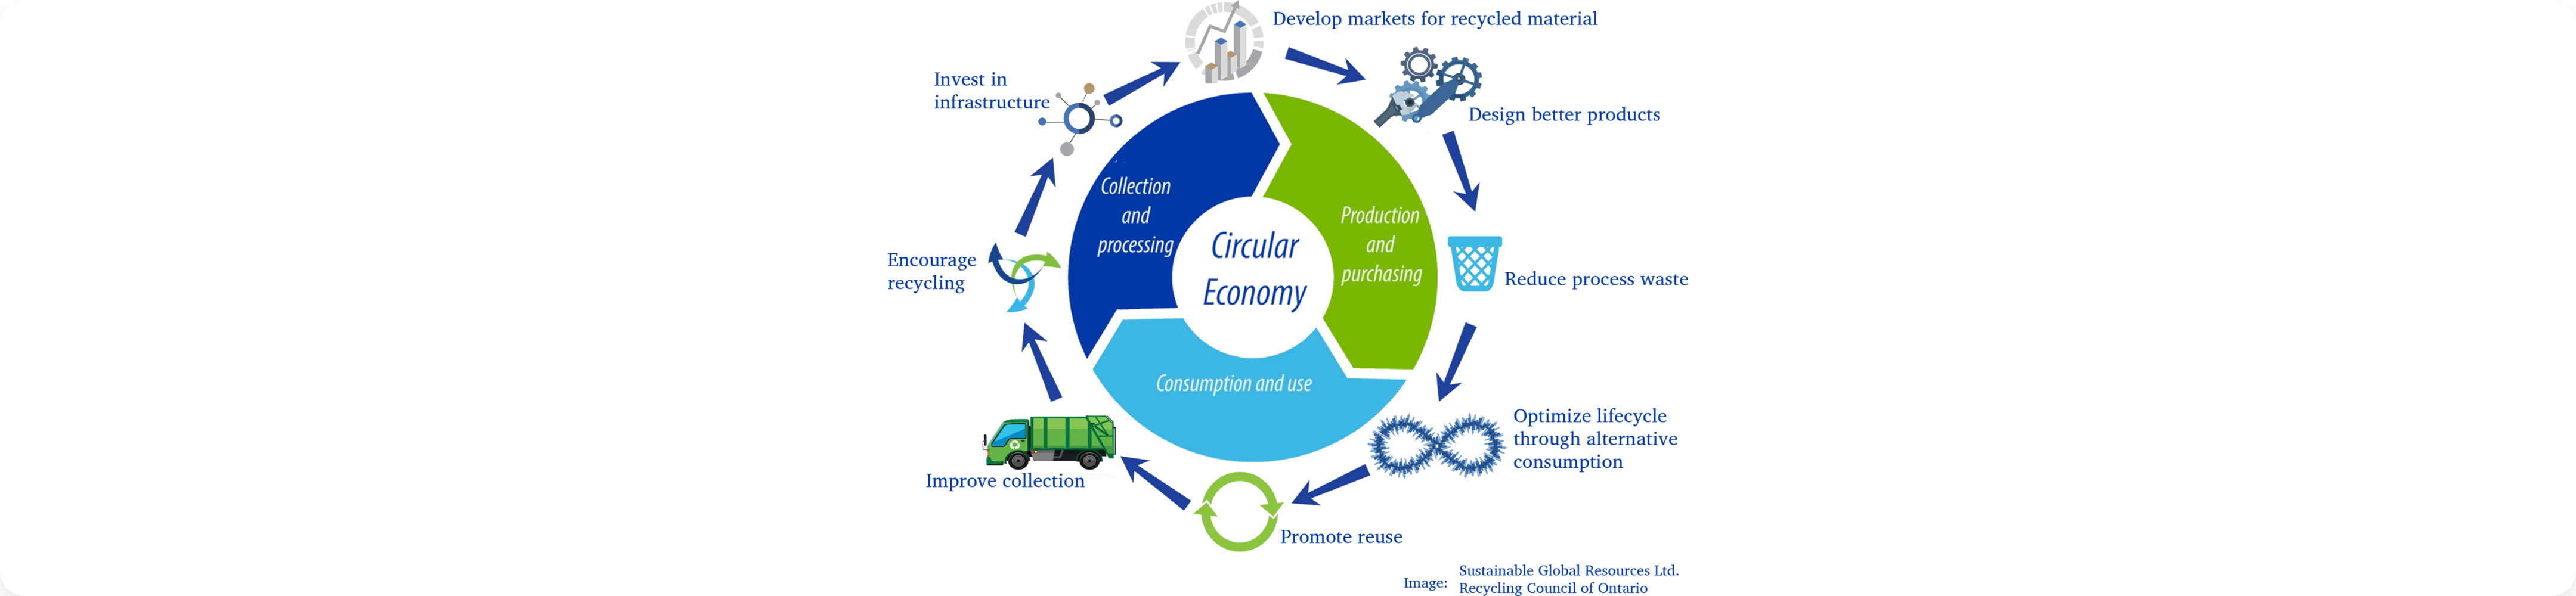 Develop markets for recycled material
Design better products
Reduce process waste
Optimize lifecycle
through alternative
consumption
Promote reuse
Improve collection
Encourage
recycling
Invest in
infrastructure
Collection
and
processing
Production
and
purchasing
Consumption and use
Circular
Economy
Image:
Sustainable Global Resources Ltd.
Recycling Council of Ontario